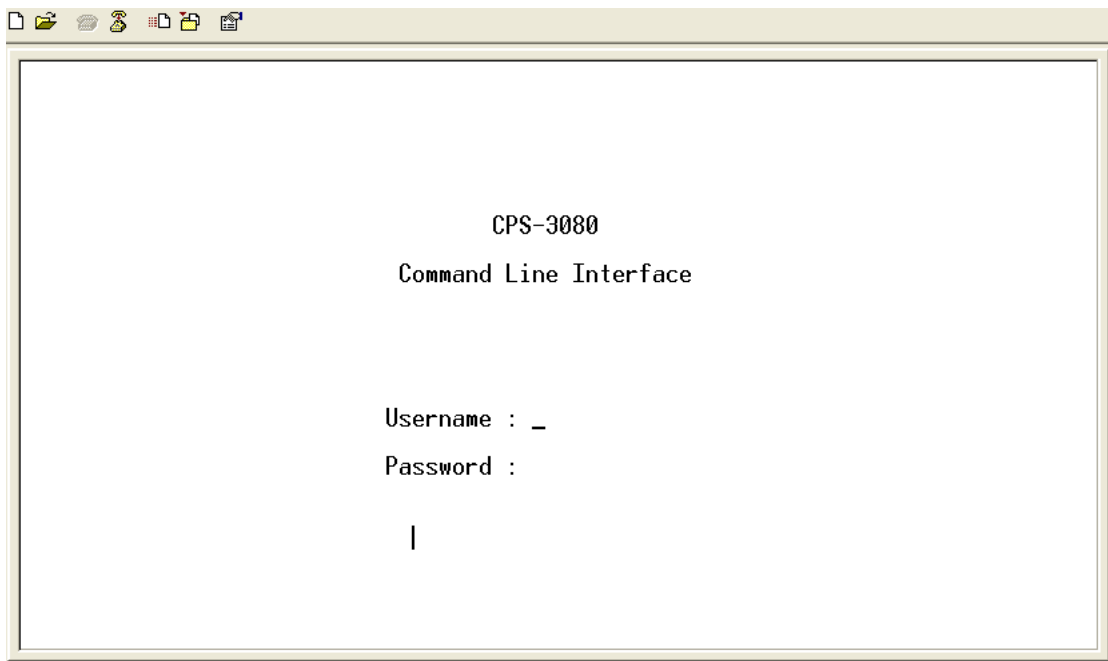 CPS-3080
Command Line Interface
Username : _
Password :